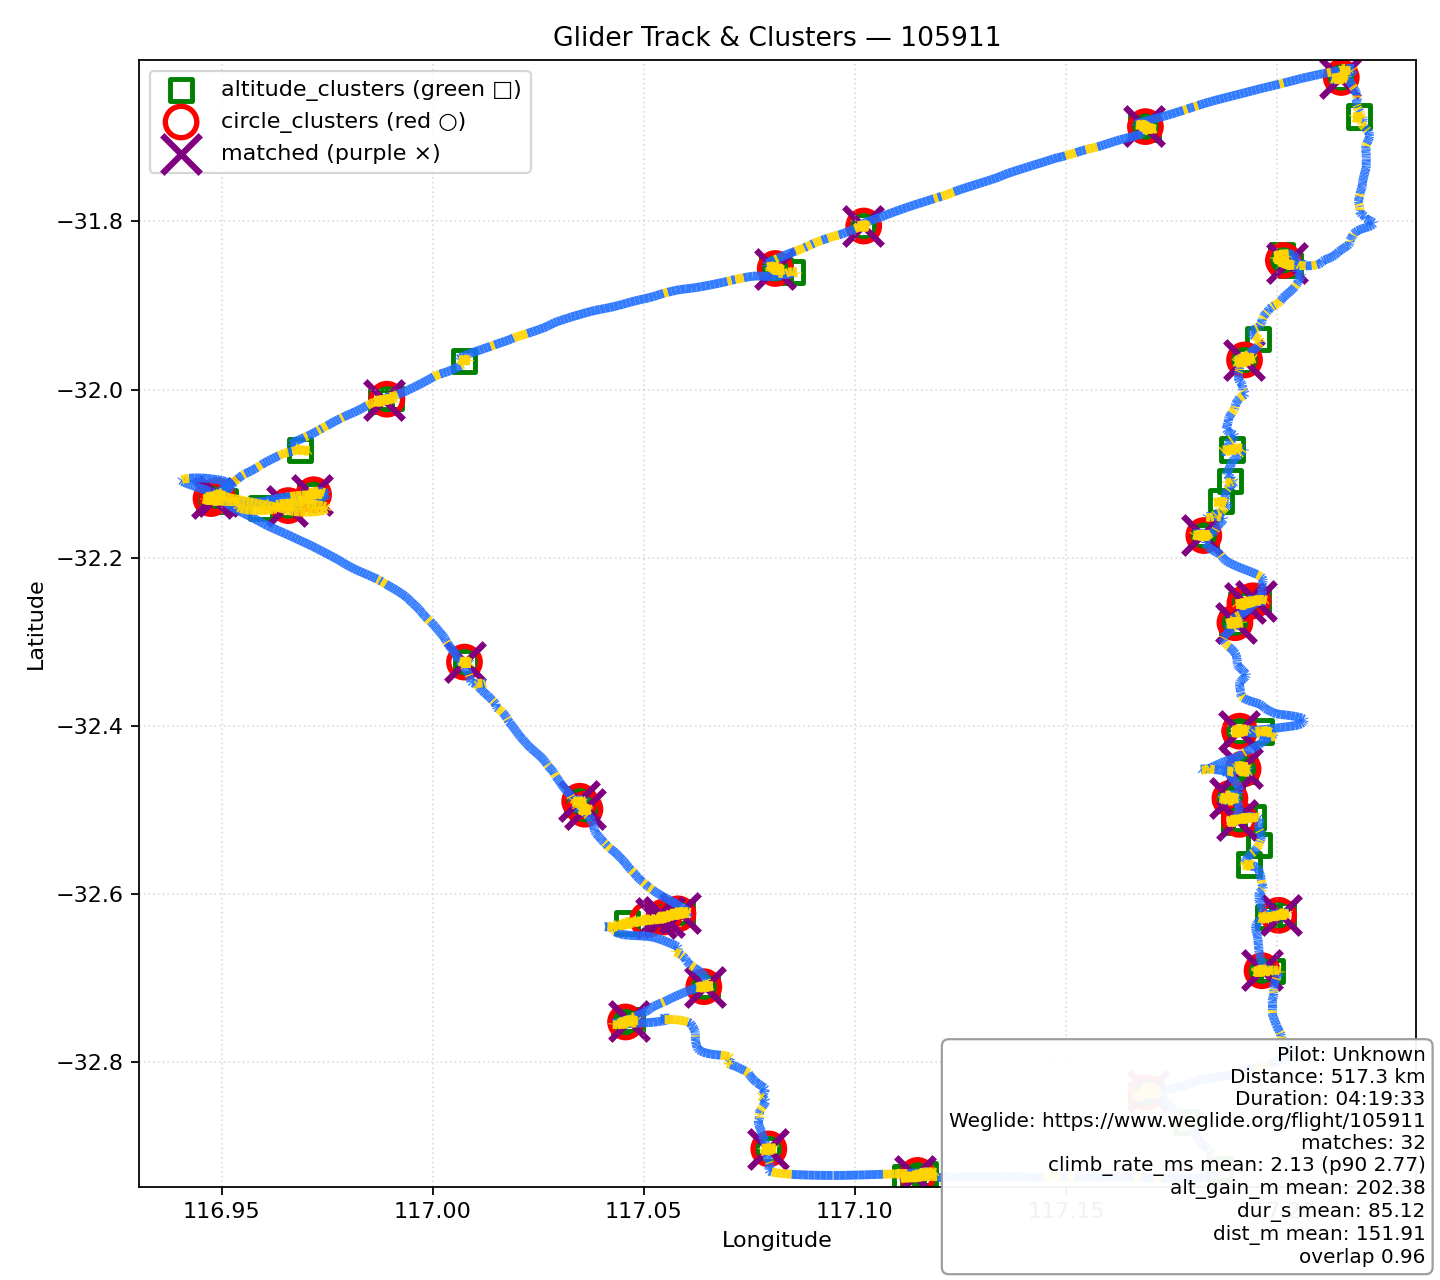 Glider Track & Clusters — 105911
altitude_clusters (green □)
circle_clusters (red ○)
matched (purple ×)
Latitude
−31.8
−32.0
−32.2
−32.4
−32.6
−32.8
116.95
117.00
117.05
117.10
117.15
Longitude
Pilot: Unknown
Distance: 517.3 km
Duration: 04:19:33
Weglide: https://www.weglide.org/flight/105911
matches: 32
climb_rate_ms mean: 2.13 (p90 2.77)
alt_gain_m mean: 202.38
dur_s mean: 85.12
dist_m mean: 151.91
overlap 0.96